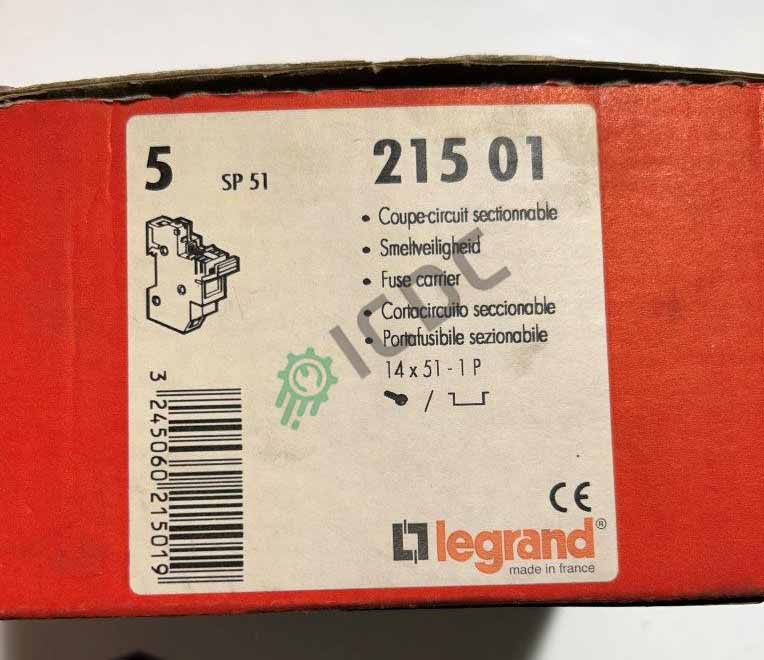 5 SP 51 215 01
• Coupe-circuit sectionnable
• Smeltveiligheid
• Fuse carrier
• Cortacircuito seccionable
• Portafusibile sezionabile
14 x 51 - 1 P
/
ICDC
3 245060 215019
CE
legrand®
made in france